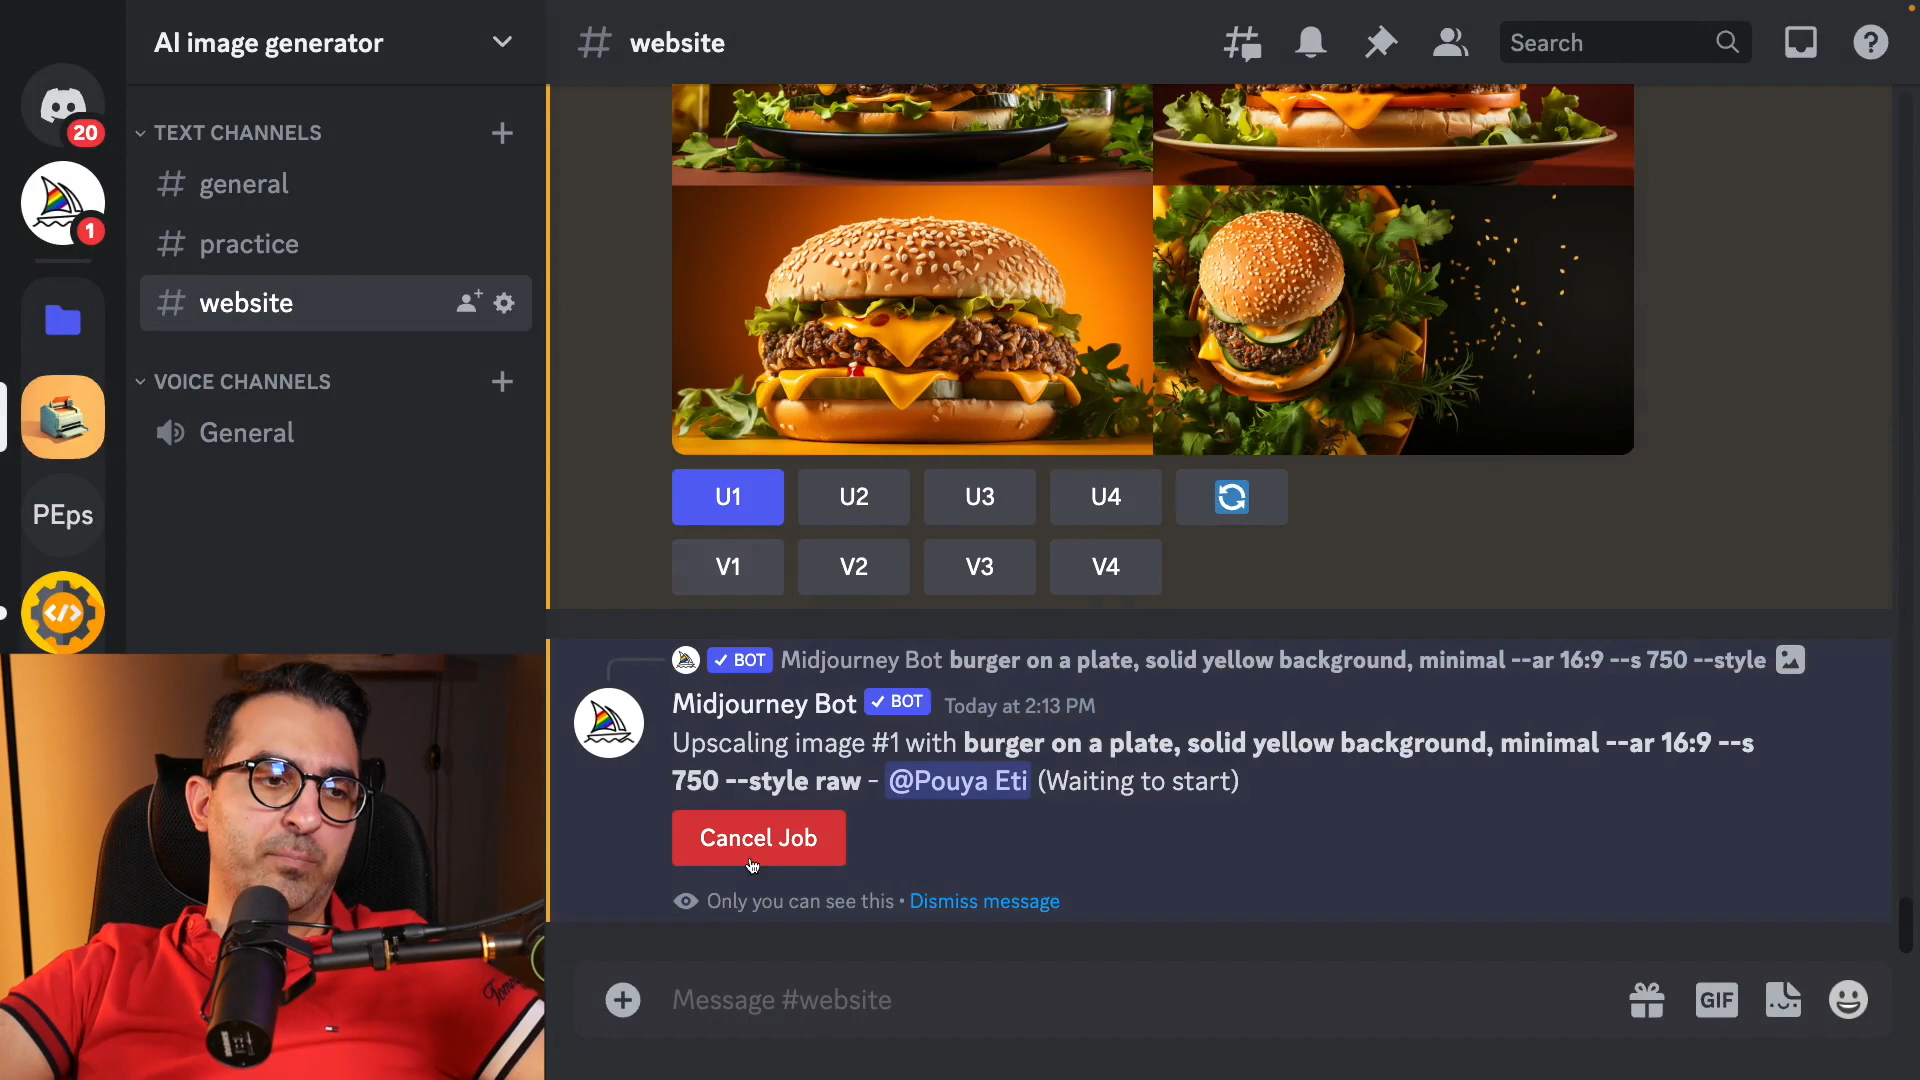 AI image generator
website
Search
20
TEXT CHANNELS
general
1
practice
website
VOICE CHANNELS
General
PEps
U1 U2 U3 U4
V1 V2 V3 V4
BOT Midjourney Bot burger on a plate, solid yellow background, minimal --ar 16:9 --s 750 --style
Midjourney Bot BOT Today at 2:13 PM
Upscaling image #1 with burger on a plate, solid yellow background, minimal --ar 16:9 --s
750 --style raw - @Pouya Eti (Waiting to start)
Cancel Job
Only you can see this • Dismiss message
Message #website
GIF